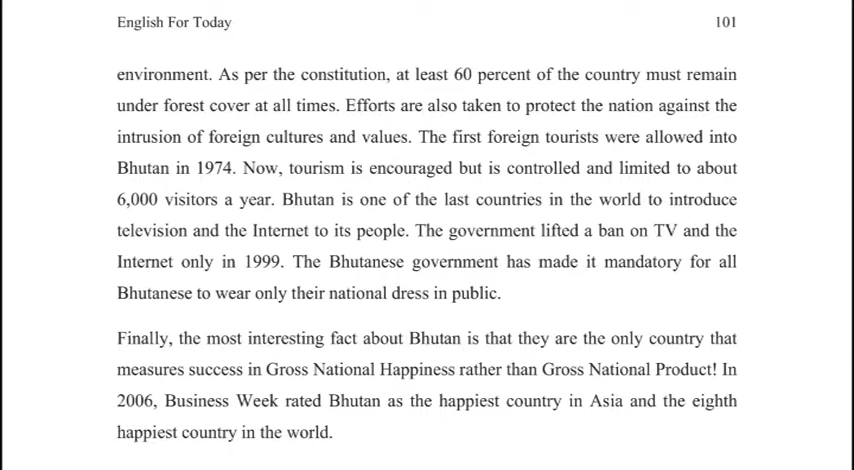 English For Today 101
environment. As per the constitution, at least 60 percent of the country must remain
under forest cover at all times. Efforts are also taken to protect the nation against the
intrusion of foreign cultures and values. The first foreign tourists were allowed into
Bhutan in 1974. Now, tourism is encouraged but is controlled and limited to about
6,000 visitors a year. Bhutan is one of the last countries in the world to introduce
television and the Internet to its people. The government lifted a ban on TV and the
Internet only in 1999. The Bhutanese government has made it mandatory for all
Bhutanese to wear only their national dress in public.
Finally, the most interesting fact about Bhutan is that they are the only country that
measures success in Gross National Happiness rather than Gross National Product! In
2006, Business Week rated Bhutan as the happiest country in Asia and the eighth
happiest country in the world.